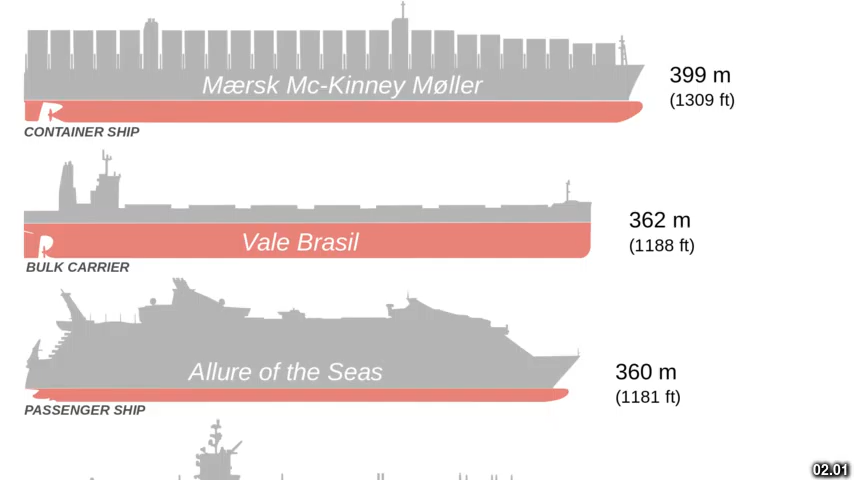 Mærsk Mc-Kinney Møller
399 m
(1309 ft)
CONTAINER SHIP
Vale Brasil
362 m
(1188 ft)
BULK CARRIER
Allure of the Seas
360 m
(1181 ft)
PASSENGER SHIP
02.01